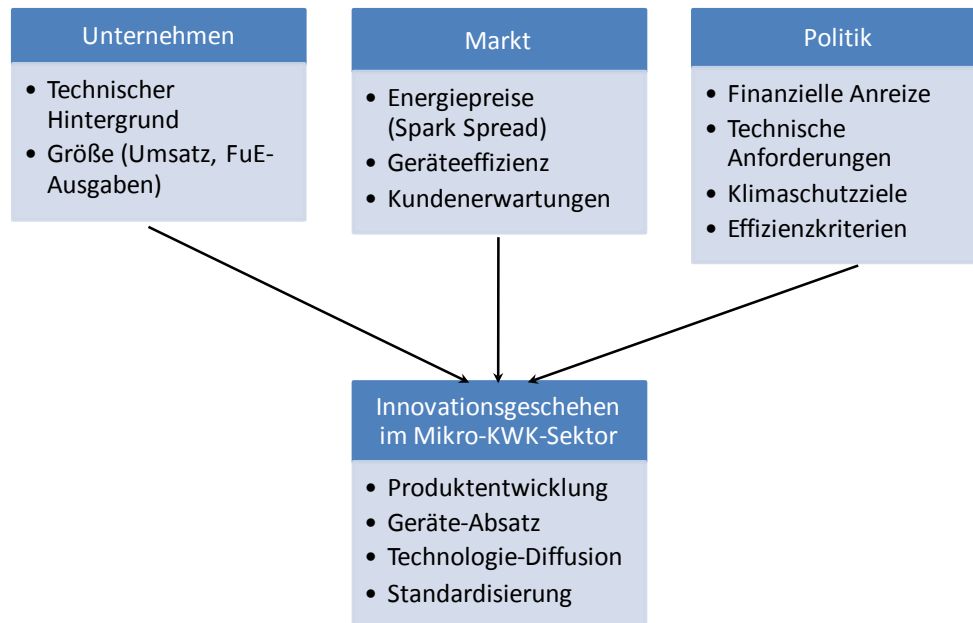 Unternehmen
• Technischer
Hintergrund
• Größe (Umsatz, FuE-
Ausgaben)
Markt
• Energiepreise
(Spark Spread)
• Geräteeffizienz
• Kundenerwartungen
Politik
• Finanzielle Anreize
• Technische
Anforderungen
• Klimaschutzziele
• Effizienzkriterien
Innovationsgeschehen
im Mikro-KWK-Sektor
• Produktentwicklung
• Geräte-Absatz
• Technologie-Diffusion
• Standardisierung